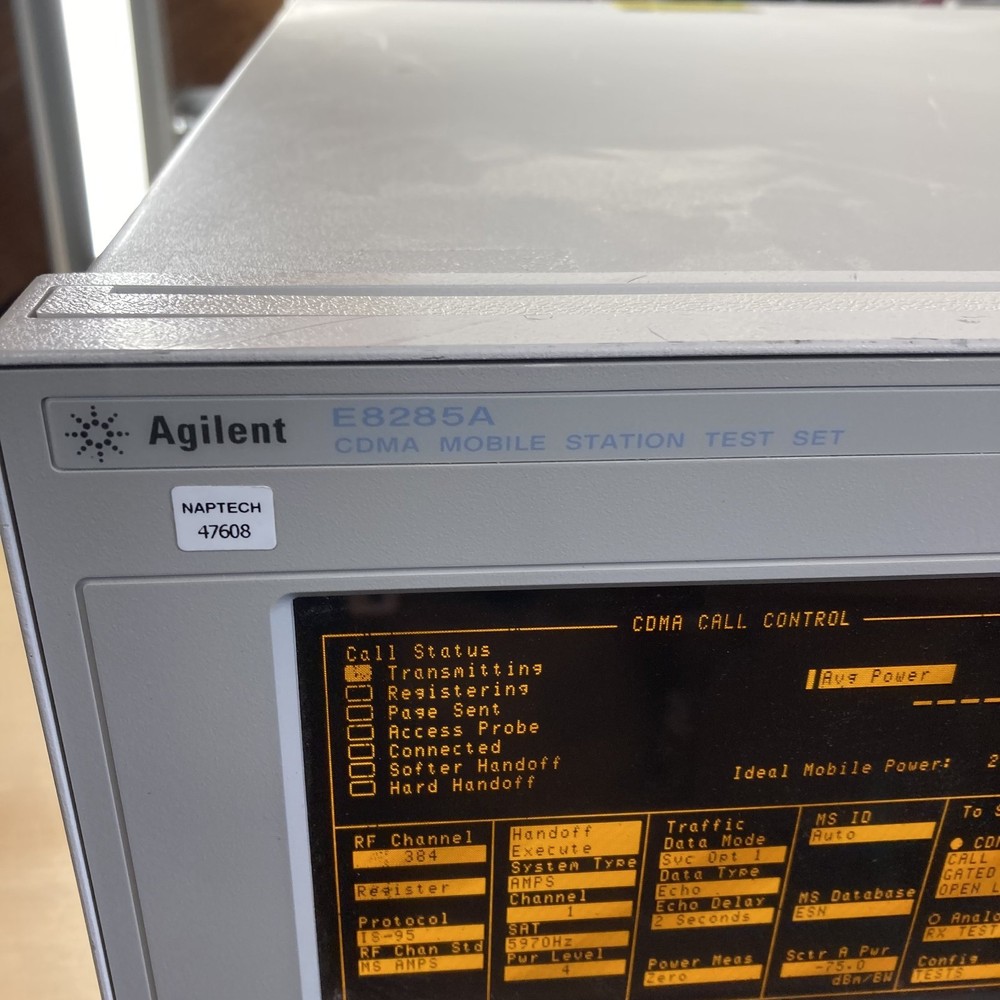 Agilent
E8285A
CDMA MOBILE STATION TEST SET
NAPTECH
47608
CDMA CALL CONTROL
Call Status
Transmitting
Registering
Page Sent
Access Probe
Connected
Softer Handoff
Hard Handoff
Avg Power
Ideal Mobile Power: 2
RF Channel
384
Register
Protocol
IS-95
RF Chan Std
MS AMPS
Handoff
Execute
System Type
AMPS
Channel
1
SAT
5970Hz
Pwr Level
4
Traffic
Data Mode
Svc Opt 1
Data Type
Echo
Echo Delay
2 Seconds
Power Meas
Zero
MS ID
Auto
MS Database
ESN
Sctr A Pwr
-75.0
dBm/BW
To S
CDM
CALL
GATED
OPEN L
Analo
RX TEST
Config
TESTS